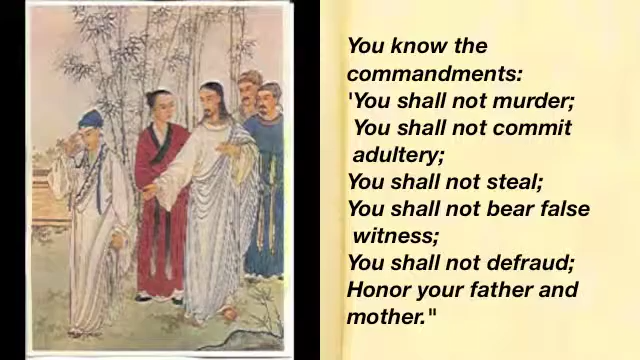 You know the
commandments:
'You shall not murder;
You shall not commit
adultery;
You shall not steal;
You shall not bear false
witness;
You shall not defraud;
Honor your father and
mother."